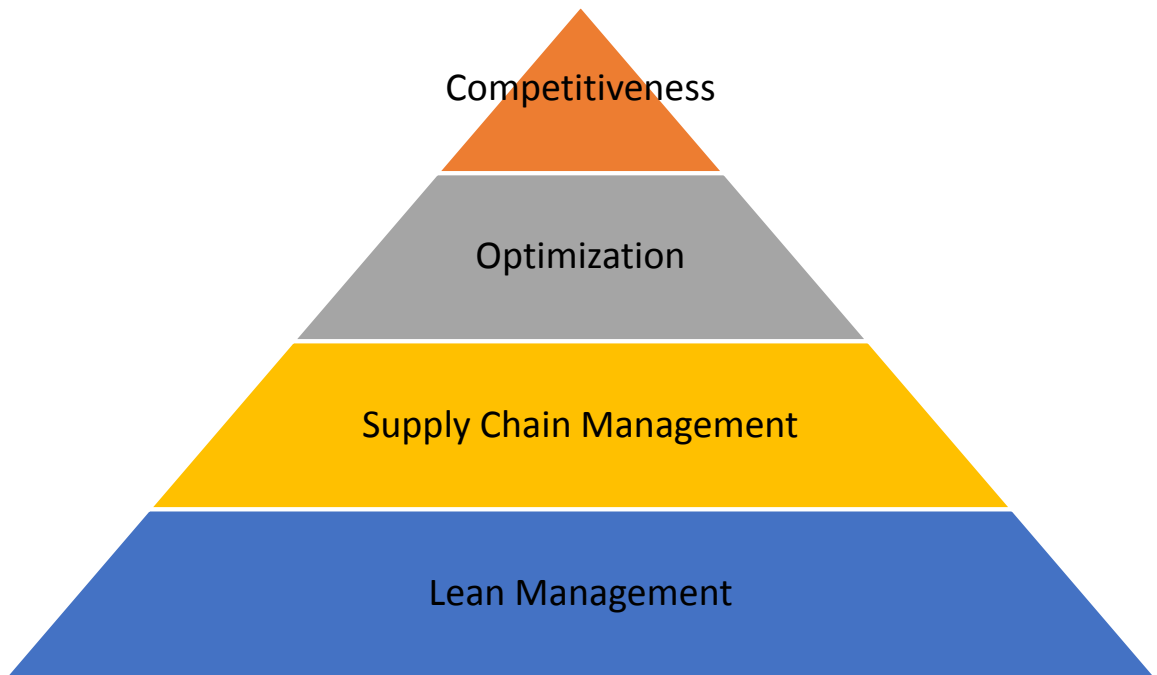 Competitiveness
Optimization
Supply Chain Management
Lean Management